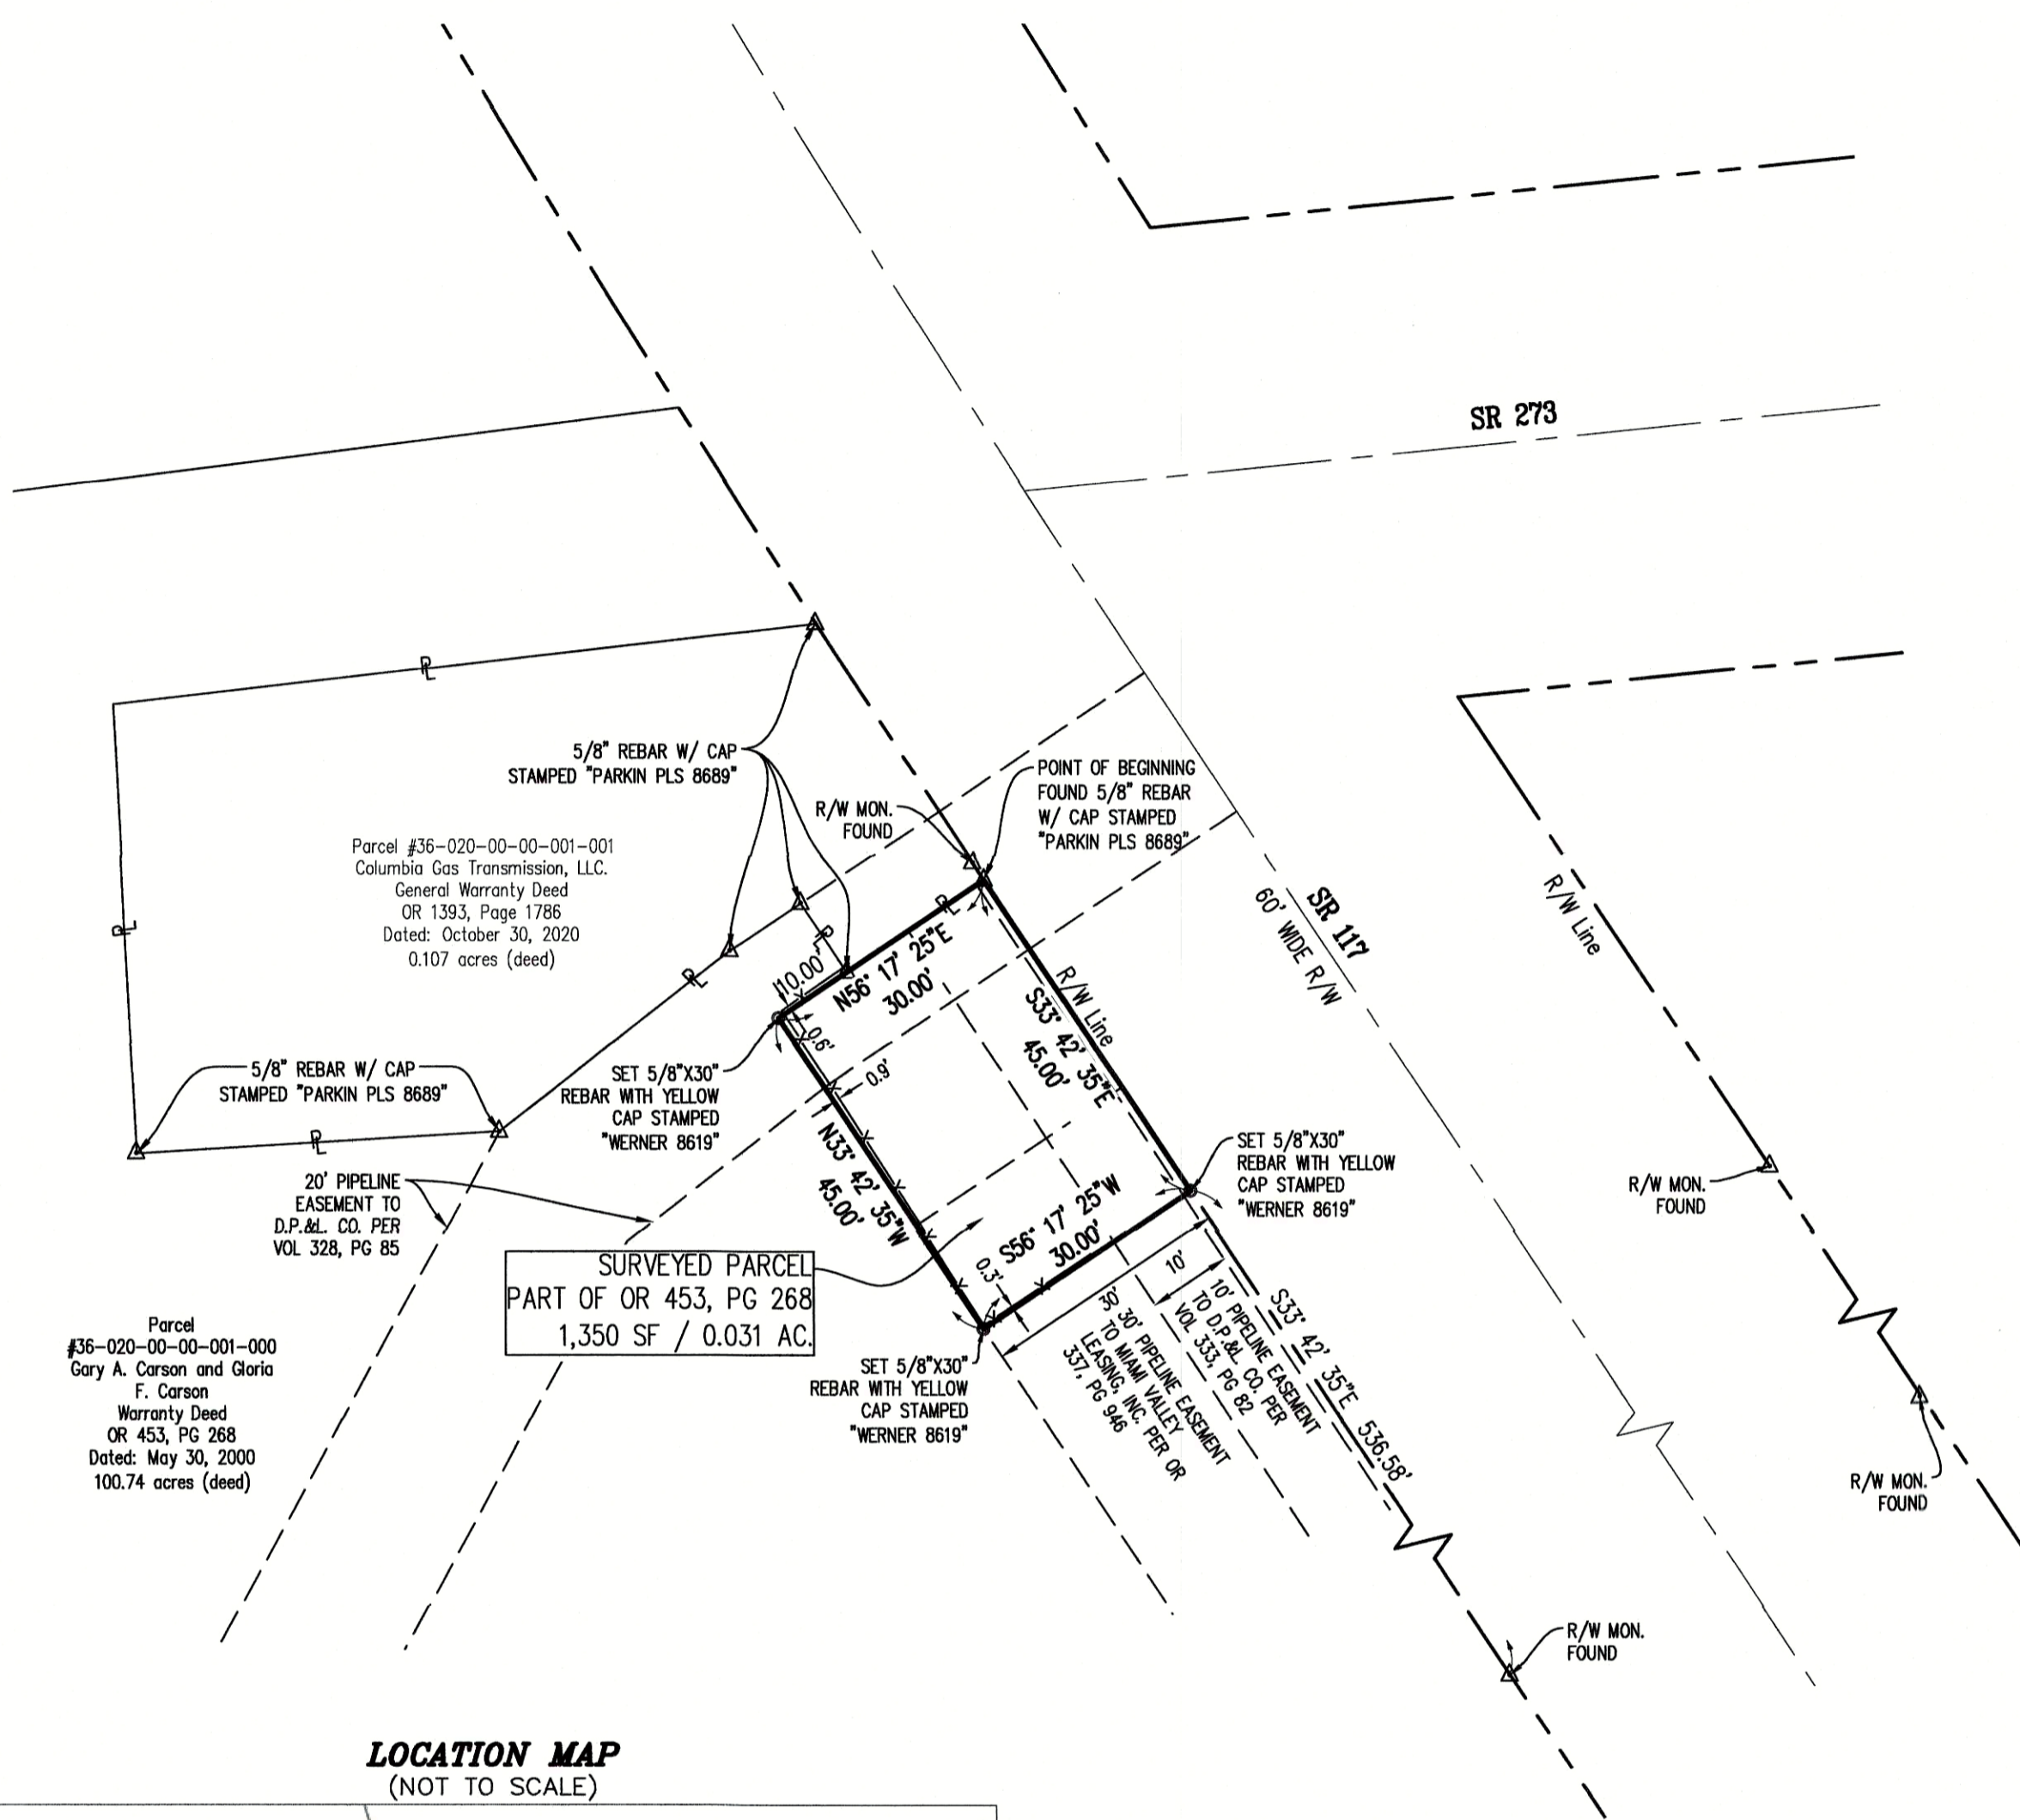 SR 273
5/8" REBAR W/ CAP
STAMPED "PARKIN PLS 8689"
R/W MON.
FOUND
POINT OF BEGINNING
FOUND 5/8" REBAR
W/ CAP STAMPED
"PARKIN PLS 8689"
Parcel #36-020-00-00-001-001
Columbia Gas Transmission, LLC.
General Warranty Deed
OR 1393, Page 1786
Dated: October 30, 2020
0.107 acres (deed)
PL
PL
PL
PL
PL
PL
SR 117
60' WIDE R/W
R/W Line
R/W Line
10.00'
N56° 17' 25"E
30.00'
S33° 42' 35"E
45.00'
0.6'
0.9'
N33° 42' 35"W
45.00'
S56° 17' 25"W
30.00'
0.3'
5/8" REBAR W/ CAP
STAMPED "PARKIN PLS 8689"
SET 5/8"X30"
REBAR WITH YELLOW
CAP STAMPED
"WERNER 8619"
SET 5/8"X30"
REBAR WITH YELLOW
CAP STAMPED
"WERNER 8619"
R/W MON.
FOUND
20' PIPELINE
EASEMENT TO
D.P.&L. CO. PER
VOL 328, PG 85
SURVEYED PARCEL
PART OF OR 453, PG 268
1,350 SF / 0.031 AC.
10'
30'
10' PIPELINE EASEMENT
TO D.P.&L. CO. PER
VOL 333, PG 82
30' PIPELINE EASEMENT
TO MIAMI VALLEY
LEASING, INC. PER OR
337, PG 946
S33° 42' 35"E 536.58'
Parcel
#36-020-00-00-001-000
Gary A. Carson and Gloria
F. Carson
Warranty Deed
OR 453, PG 268
Dated: May 30, 2000
100.74 acres (deed)
SET 5/8"X30"
REBAR WITH YELLOW
CAP STAMPED
"WERNER 8619"
R/W MON.
FOUND
R/W MON.
FOUND
LOCATION MAP
(NOT TO SCALE)